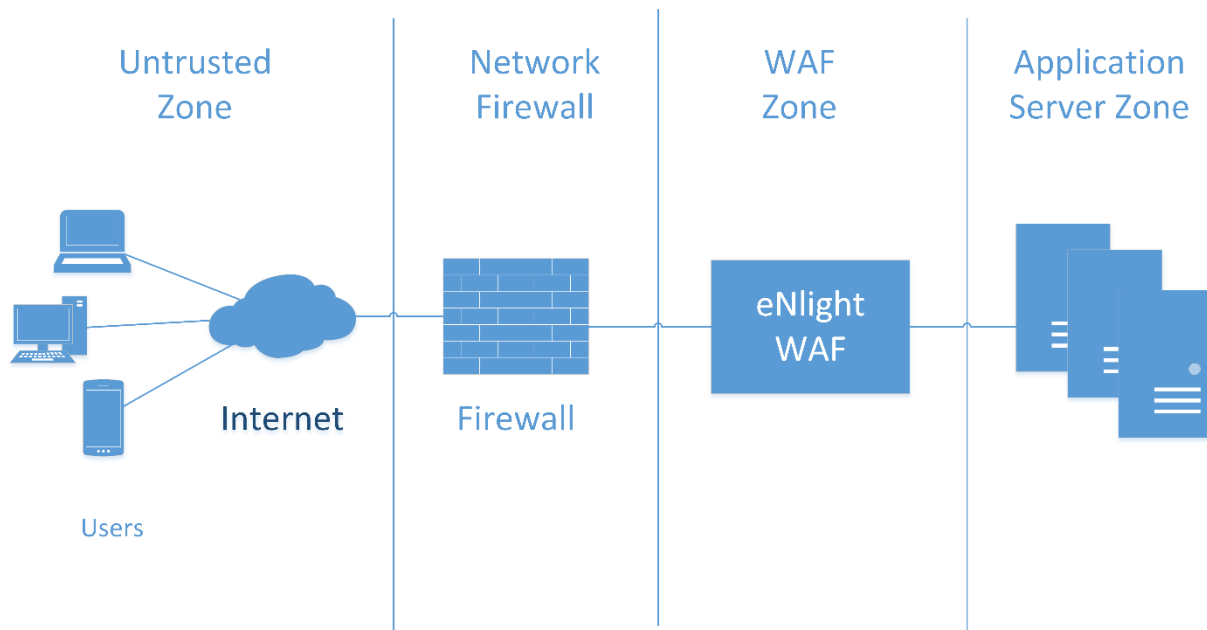 Untrusted
Zone
Network
Firewall
WAF
Zone
Application
Server Zone
eNlight
WAF
Internet
Firewall
Users